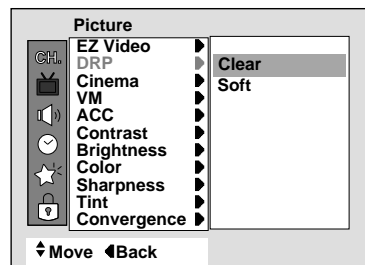 Picture
CH.
EZ Video
DRP
Cinema
VM
ACC
Contrast
Brightness
Color
Sharpness
Tint
Convergence
Clear
Soft
Move Back